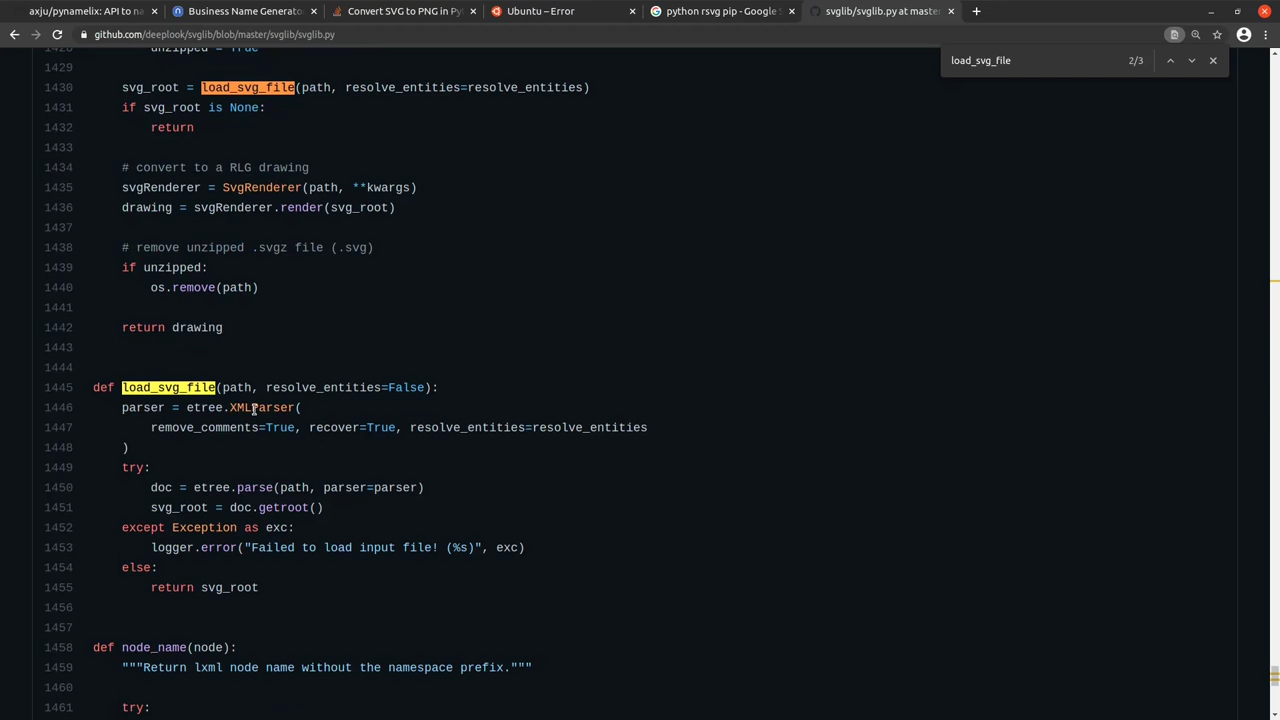 axju/pynamelix: API to na
Business Name Generator
Convert SVG to PNG in Pyt
Ubuntu – Error
python rsvg pip - Google S
svglib/svglib.py at master
github.com/deeplook/svglib/blob/master/svglib/svglib.py
load_svg_file
2/3
1428 unzipped = True
1429
1430 svg_root = load_svg_file(path, resolve_entities=resolve_entities)
1431 if svg_root is None:
1432 return
1433
1434 # convert to a RLG drawing
1435 svgRenderer = SvgRenderer(path, **kwargs)
1436 drawing = svgRenderer.render(svg_root)
1437
1438 # remove unzipped .svgz file (.svg)
1439 if unzipped:
1440 os.remove(path)
1441
1442 return drawing
1443
1444
1445 def load_svg_file(path, resolve_entities=False):
1446 parser = etree.XMLParser(
1447 remove_comments=True, recover=True, resolve_entities=resolve_entities
1448 )
1449 try:
1450 doc = etree.parse(path, parser=parser)
1451 svg_root = doc.getroot()
1452 except Exception as exc:
1453 logger.error("Failed to load input file! (%s)", exc)
1454 else:
1455 return svg_root
1456
1457
1458 def node_name(node):
1459 """Return lxml node name without the namespace prefix."""
1460
1461 try: